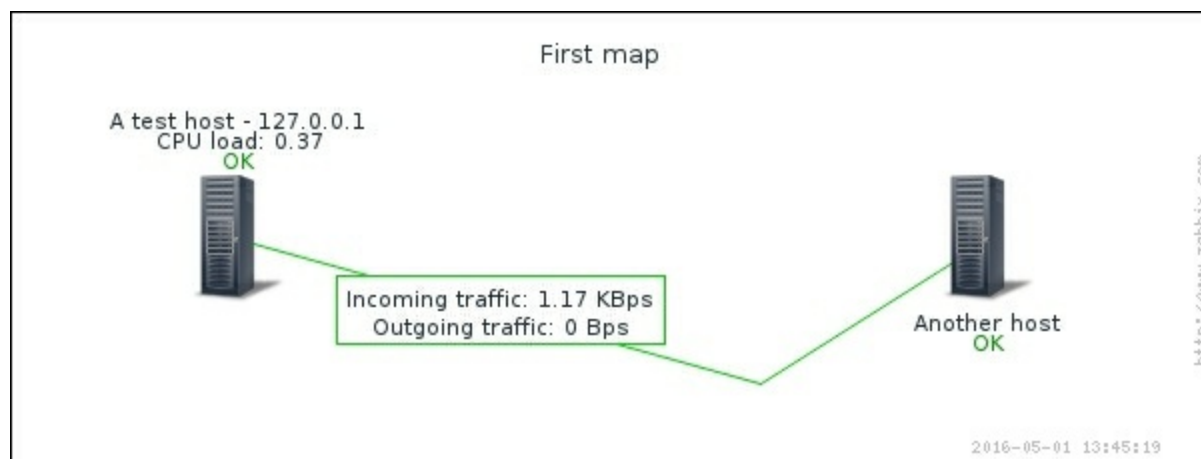 First map
A test host - 127.0.0.1
CPU load: 0.37
OK
Incoming traffic: 1.17 KBps
Outgoing traffic: 0 Bps
Another host
OK
2016-05-01 13:45:19